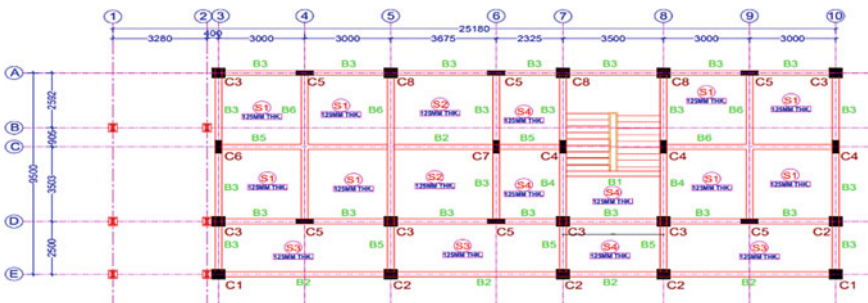 1 2 3 4 5 6 7 8 9 10
25180
3280 400 3000 3000 3675 2325 3500 3000 3000
B3 B3 B3 B3 B3 B3
A
C3 C5 C8 C5 C8 C8 C5 C3
2592
B3 S1 B6 S1 B6 S2 S4 B3 B3 S1 B6 S1 B3
125MM THK. 125MM THK. 125MM THK. 125MM THK. 125MM THK. 125MM THK.
B
905
B5 B2 B5 B6
C
C6 C7 C4 C4 C4
9500
3503
B3 S1 S1 S2 S4 B4 B1 B4 S1 S1 B3
125MM THK. 125MM THK. 125MM THK. 125MM THK. S4 125MM THK. 125MM THK.
125MM THK.
B3 B3 B3 B3 B3 B3 B3
D
C3 C5 C3 C5 C3 C3 C5 C2
2500
B3 S3 B5 S3 B5 S4 B5 S3 B3
125MM THK. 125MM THK. 125MM THK. 125MM THK.
E
C1 B2 C2 B2 C2 B2 C2 B2 C1